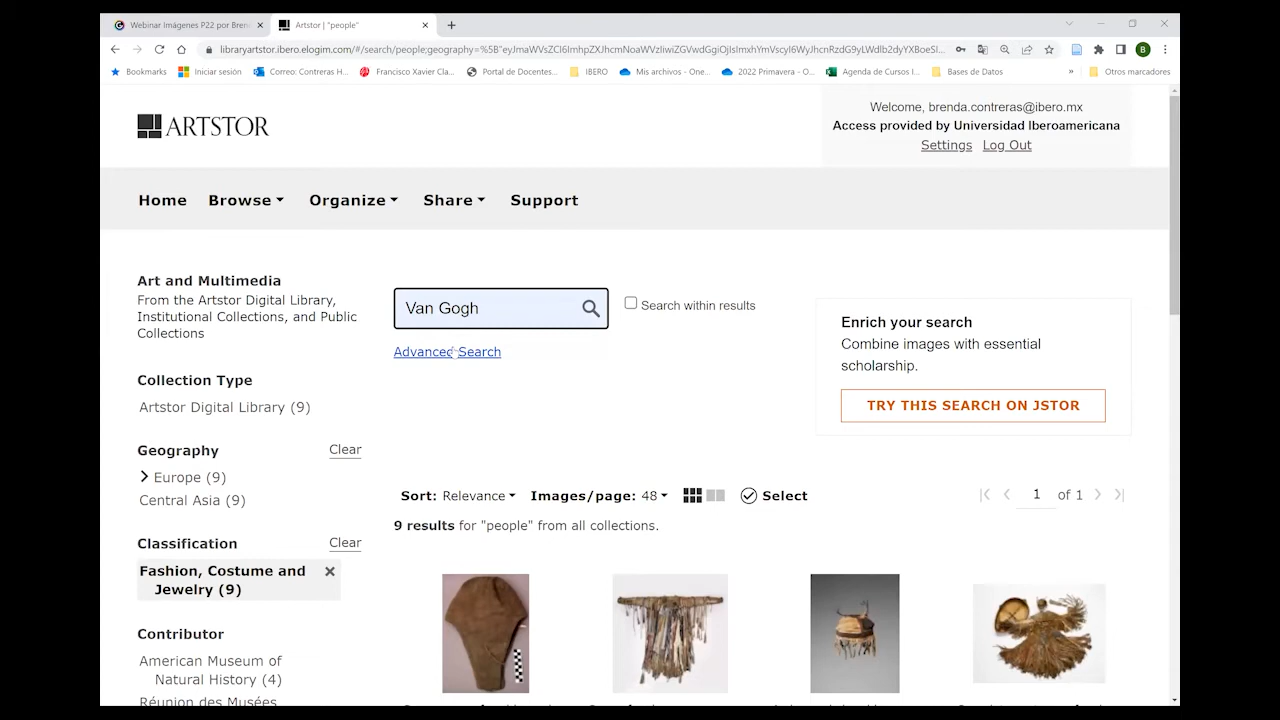 Webinar Imágenes P22 por Bren
Artstor | "people"
libraryartstor.ibero.elogim.com/#/search/people;geography=%5B"
Bookmarks
Iniciar sesión
Correo: Contreras H...
Francisco Xavier Cla...
Portal de Docentes...
IBERO
Mis archivos - One...
2022 Primavera - O...
Agenda de Cursos I...
Bases de Datos
»
Otros marcadores
B
ARTSTOR
Welcome, brenda.contreras@ibero.mx
Access provided by Universidad Iberoamericana
Settings Log Out
Home Browse Organize Share Support
Art and Multimedia
From the Artstor Digital Library,
Institutional Collections, and Public
Collections
Van Gogh
Search within results
Advanced Search
Enrich your search
Combine images with essential
scholarship.
TRY THIS SEARCH ON JSTOR
Collection Type
Artstor Digital Library (9)
Geography Clear
Europe (9)
Central Asia (9)
Sort: Relevance Images/page: 48 Select 1 of 1
9 results for "people" from all collections.
Classification Clear
Fashion, Costume and
Jewelry (9)
Contributor
American Museum of
Natural History (4)
Réunion des Musées